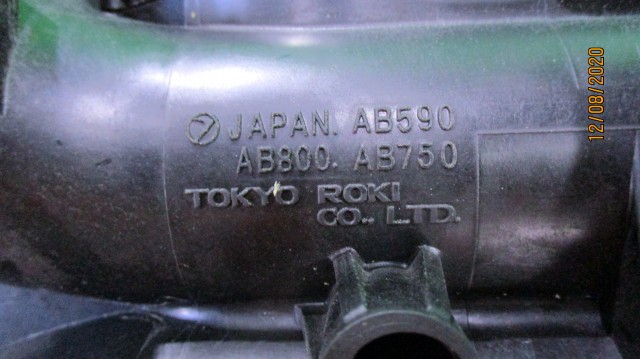 JAPAN. AB590
AB800. AB750
TOKYO ROKI
CO., LTD.
12/08/2020